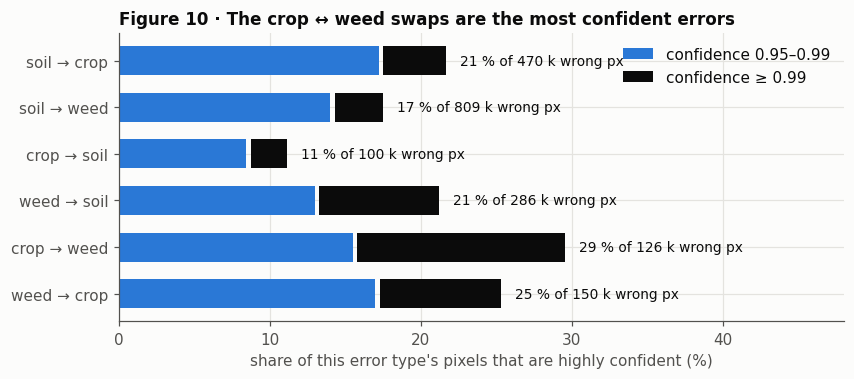 Figure 10 · The crop ↔ weed swaps are the most confident errors
soil → crop
21 % of 470 k wrong px
confidence 0.95–0.99
confidence ≥ 0.99
soil → weed
17 % of 809 k wrong px
crop → soil
11 % of 100 k wrong px
weed → soil
21 % of 286 k wrong px
crop → weed
29 % of 126 k wrong px
weed → crop
25 % of 150 k wrong px
0 10 20 30 40
share of this error type's pixels that are highly confident (%)